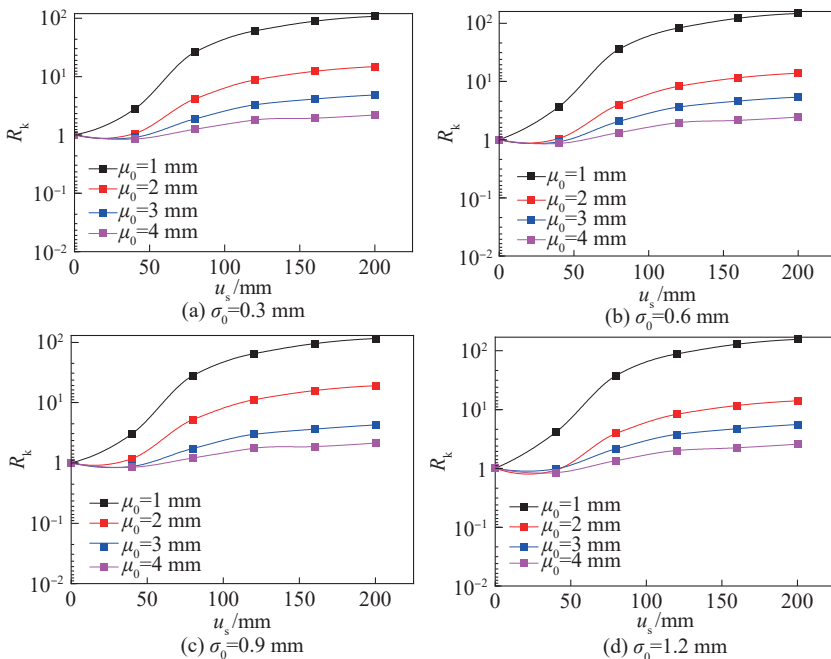 10²
10¹
1
10⁻¹
10⁻²
R_k
μ₀=1 mm
μ₀=2 mm
μ₀=3 mm
μ₀=4 mm
0 50 100 150 200
u_s/mm
(a) σ₀=0.3 mm
10²
10¹
1
10⁻¹
10⁻²
R_k
μ₀=1 mm
μ₀=2 mm
μ₀=3 mm
μ₀=4 mm
0 50 100 150 200
u_s/mm
(b) σ₀=0.6 mm
10²
10¹
1
10⁻¹
10⁻²
R_k
μ₀=1 mm
μ₀=2 mm
μ₀=3 mm
μ₀=4 mm
0 50 100 150 200
u_s/mm
(c) σ₀=0.9 mm
10²
10¹
1
10⁻¹
10⁻²
R_k
μ₀=1 mm
μ₀=2 mm
μ₀=3 mm
μ₀=4 mm
0 50 100 150 200
u_s/mm
(d) σ₀=1.2 mm